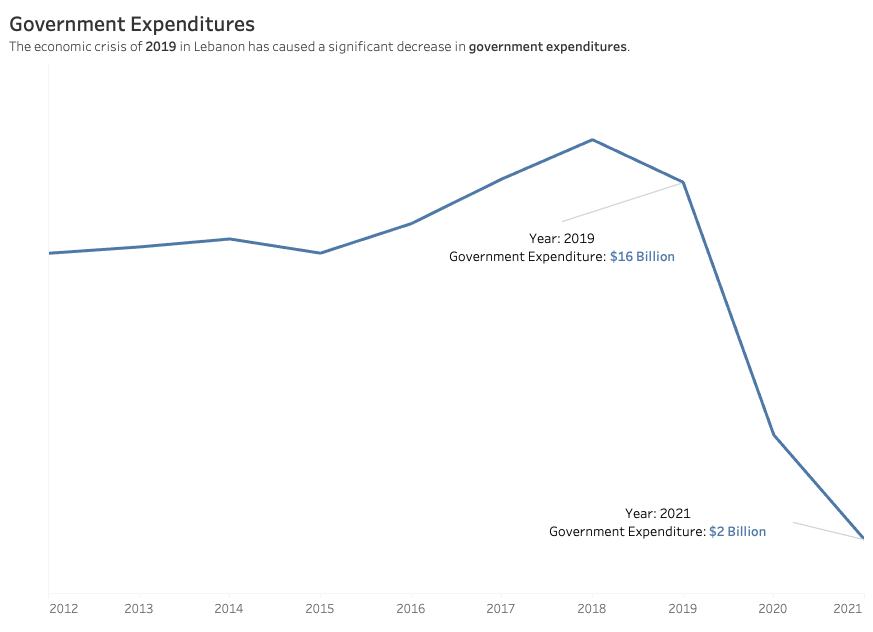 Government Expenditures
The economic crisis of 2019 in Lebanon has caused a significant decrease in government expenditures.
Year: 2019
Government Expenditure: $16 Billion
Year: 2021
Government Expenditure: $2 Billion
2012 2013 2014 2015 2016 2017 2018 2019 2020 2021